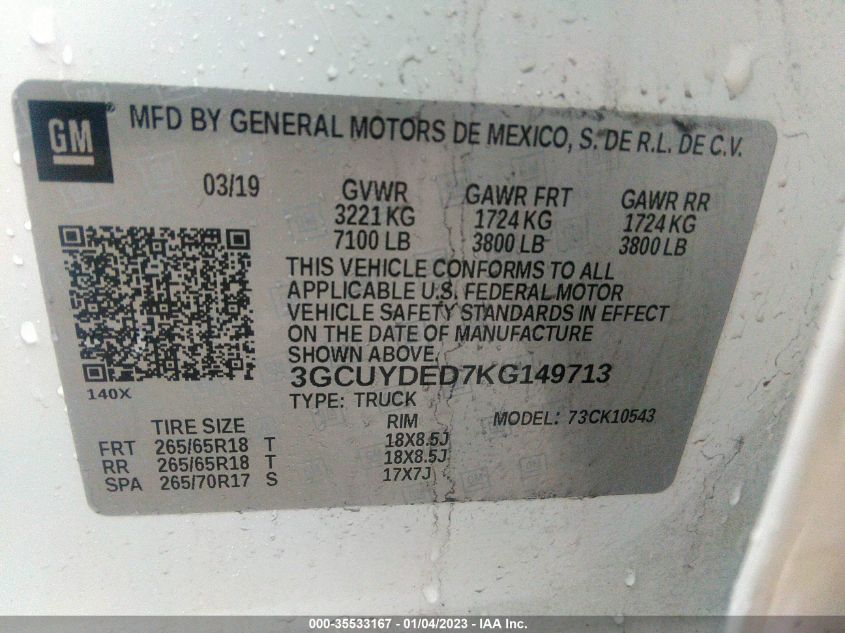 GM ® MFD BY GENERAL MOTORS DE MEXICO, S. DE R.L. DE C.V.
03/19 GVWR GAWR FRT GAWR RR
3221 KG 1724 KG 1724 KG
7100 LB 3800 LB 3800 LB
THIS VEHICLE CONFORMS TO ALL
APPLICABLE U.S. FEDERAL MOTOR
VEHICLE SAFETY STANDARDS IN EFFECT
ON THE DATE OF MANUFACTURE
SHOWN ABOVE.
140X
3GCUYDED7KG149713
TYPE: TRUCK
TIRE SIZE RIM MODEL: 73CK10543
FRT 265/65R18 T 18X8.5J
RR 265/65R18 T 18X8.5J
SPA 265/70R17 S 17X7J
000-35533167 - 01/04/2023 - IAA Inc.